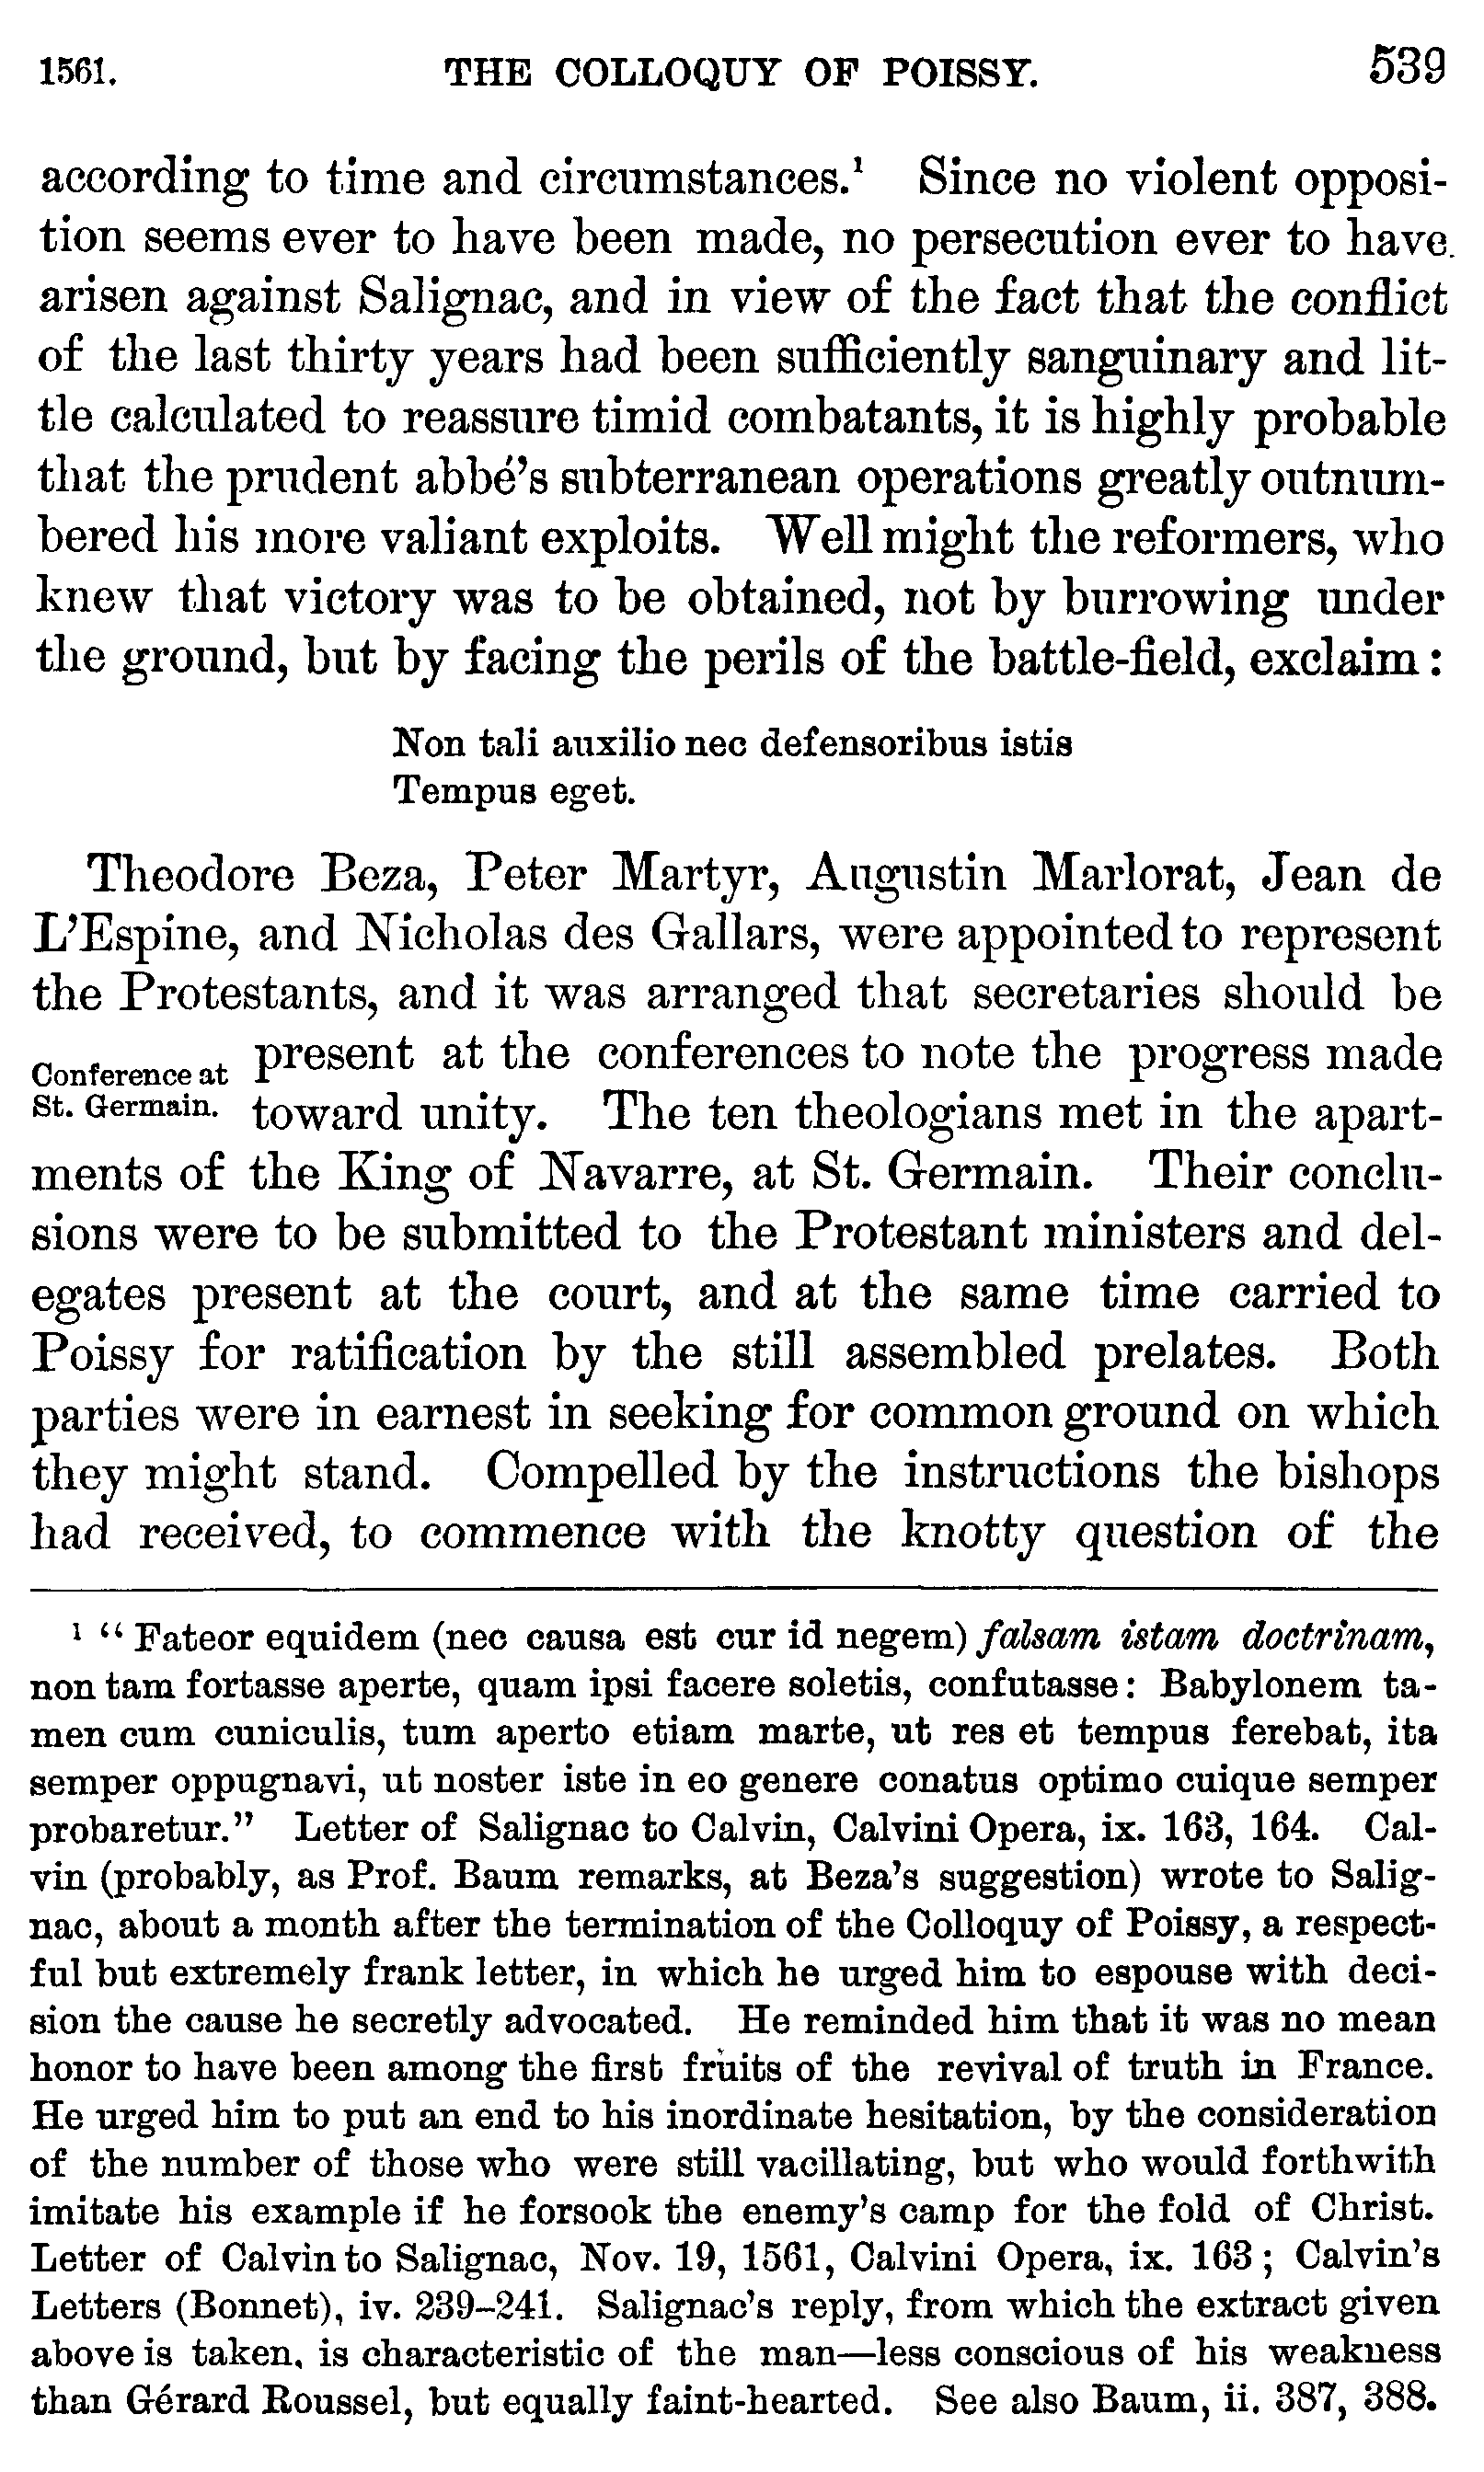 1561. THE COLLOQUY OF POISSY. 539
according to time and circumstances.¹ Since no violent opposi-
tion seems ever to have been made, no persecution ever to have
arisen against Salignac, and in view of the fact that the conflict
of the last thirty years had been sufficiently sanguinary and lit-
tle calculated to reassure timid combatants, it is highly probable
that the prudent abbé's subterranean operations greatly outnum-
bered his more valiant exploits. Well might the reformers, who
knew that victory was to be obtained, not by burrowing under
the ground, but by facing the perils of the battle-field, exclaim:
Non tali auxilio nec defensoribus istis
Tempus eget.
Theodore Beza, Peter Martyr, Augustin Marlorat, Jean de
L'Espine, and Nicholas des Gallars, were appointed to represent
the Protestants, and it was arranged that secretaries should be
Conference at
St. Germain.
present at the conferences to note the progress made
toward unity. The ten theologians met in the apart-
ments of the King of Navarre, at St. Germain. Their conclu-
sions were to be submitted to the Protestant ministers and del-
egates present at the court, and at the same time carried to
Poissy for ratification by the still assembled prelates. Both
parties were in earnest in seeking for common ground on which
they might stand. Compelled by the instructions the bishops
had received, to commence with the knotty question of the
¹ "Fateor equidem (nec causa est cur id negem) falsam istam doctrinam,
non tam fortasse aperte, quam ipsi facere soletis, confutasse: Babylonem ta-
men cum cuniculis, tum aperto etiam marte, ut res et tempus ferebat, ita
semper oppugnavi, ut noster iste in eo genere conatus optimo cuique semper
probaretur." Letter of Salignac to Calvin, Calvini Opera, ix. 163, 164. Cal-
vin (probably, as Prof. Baum remarks, at Beza's suggestion) wrote to Salig-
nac, about a month after the termination of the Colloquy of Poissy, a respect-
ful but extremely frank letter, in which he urged him to espouse with deci-
sion the cause he secretly advocated. He reminded him that it was no mean
honor to have been among the first fruits of the revival of truth in France.
He urged him to put an end to his inordinate hesitation, by the consideration
of the number of those who were still vacillating, but who would forthwith
imitate his example if he forsook the enemy's camp for the fold of Christ.
Letter of Calvin to Salignac, Nov. 19, 1561, Calvini Opera, ix. 163; Calvin's
Letters (Bonnet), iv. 239–241. Salignac's reply, from which the extract given
above is taken, is characteristic of the man—less conscious of his weakness
than Gérard Roussel, but equally faint-hearted. See also Baum, ii. 387, 388.